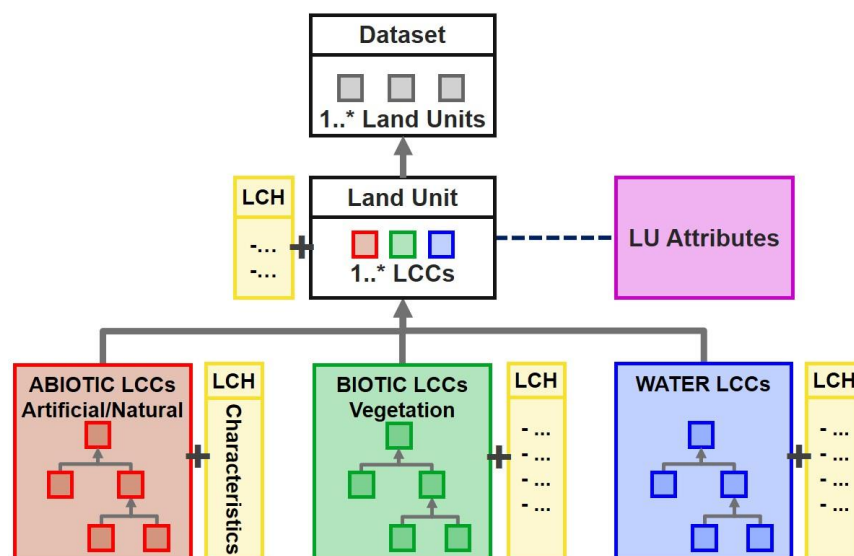 Dataset
1..* Land Units
LCH
-...
-...
Land Unit
1..* LCCs
LU Attributes
ABIOTIC LCCs
Artificial/Natural
LCH
Characteristics
BIOTIC LCCs
Vegetation
LCH
- ...
- ...
- ...
- ...
WATER LCCs
LCH
- ...
- ...
- ...
- ...